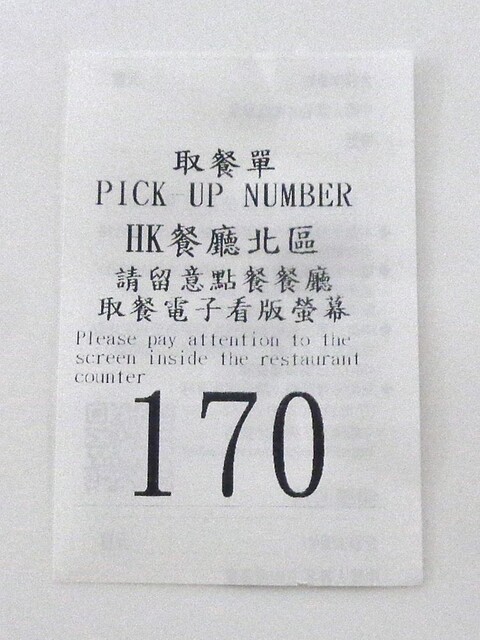 取餐單
PICK-UP NUMBER
HK餐廳北區
請留意點餐餐廳
取餐電子看版螢幕
Please pay attention to the
screen inside the restaurant
counter
170